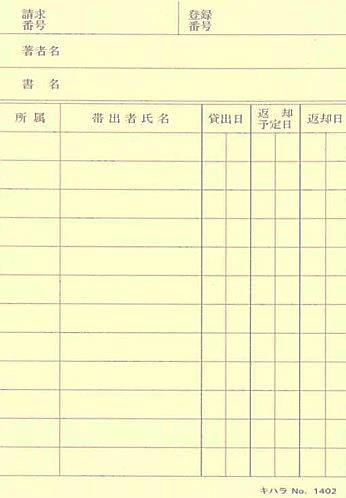 請求
番号
登録
番号
著者名
書 名
所 属
帯 出 者 氏 名
貸出日
返 却
予定日
返却日
キハラ No. 1402